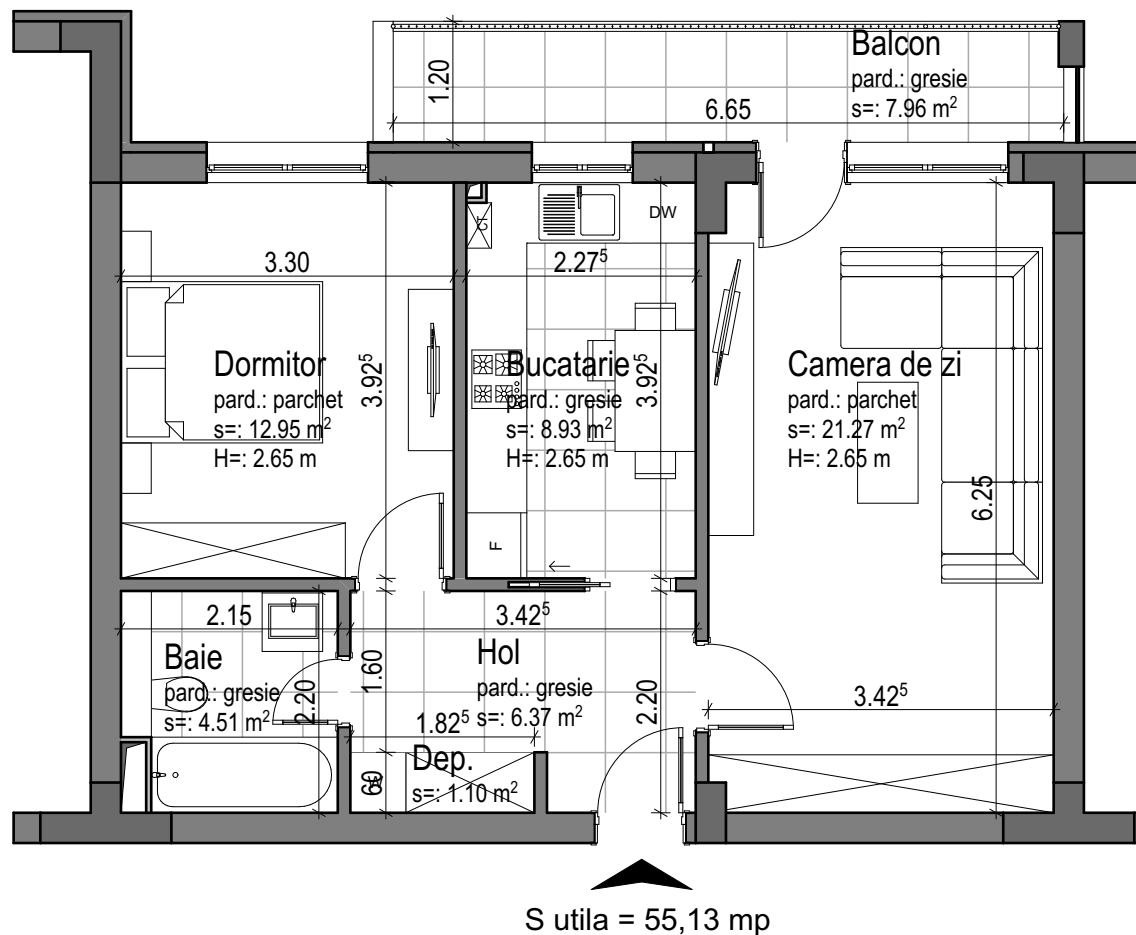 Balcon
pard.: gresie
s=: 7.96 m²
1.20
6.65
CT
DW
3.30
2.27⁵
Dormitor
pard.: parchet
s=: 12.95 m²
H=: 2.65 m
3.92⁵
Bucatarie
pard.: gresie
s=: 8.93 m²
H=: 2.65 m
3.92⁵
Camera de zi
pard.: parchet
s=: 21.27 m²
H=: 2.65 m
6.25
F
2.15
3.42⁵
Baie
pard.: gresie
s=: 4.51 m²
2.20
1.60
Hol
pard.: gresie
s=: 6.37 m²
2.20
3.42⁵
1.82⁵
Dep.
s=: 1.10 m²
60
S utila = 55,13 mp